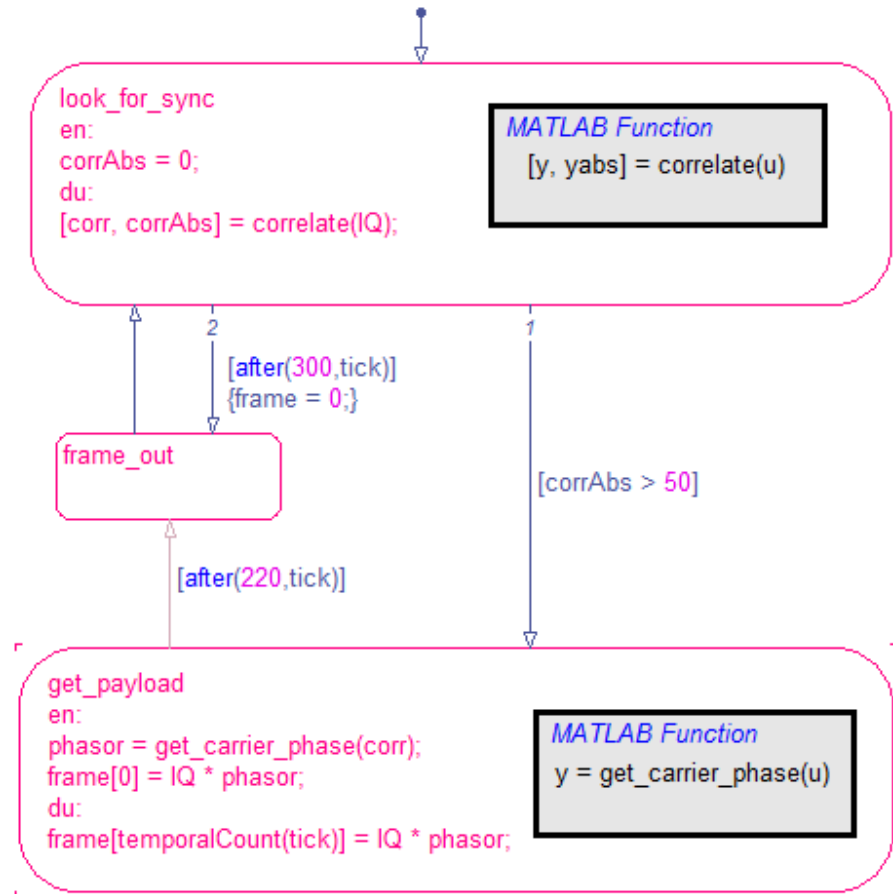 look_for_sync
en:
corrAbs = 0;
du:
[corr, corrAbs] = correlate(IQ);
MATLAB Function
[y, yabs] = correlate(u)
2
1
[after(300,tick)]
{frame = 0;}
frame_out
[corrAbs > 50]
[after(220,tick)]
get_payload
en:
phasor = get_carrier_phase(corr);
frame[0] = IQ * phasor;
du:
frame[temporalCount(tick)] = IQ * phasor;
MATLAB Function
y = get_carrier_phase(u)